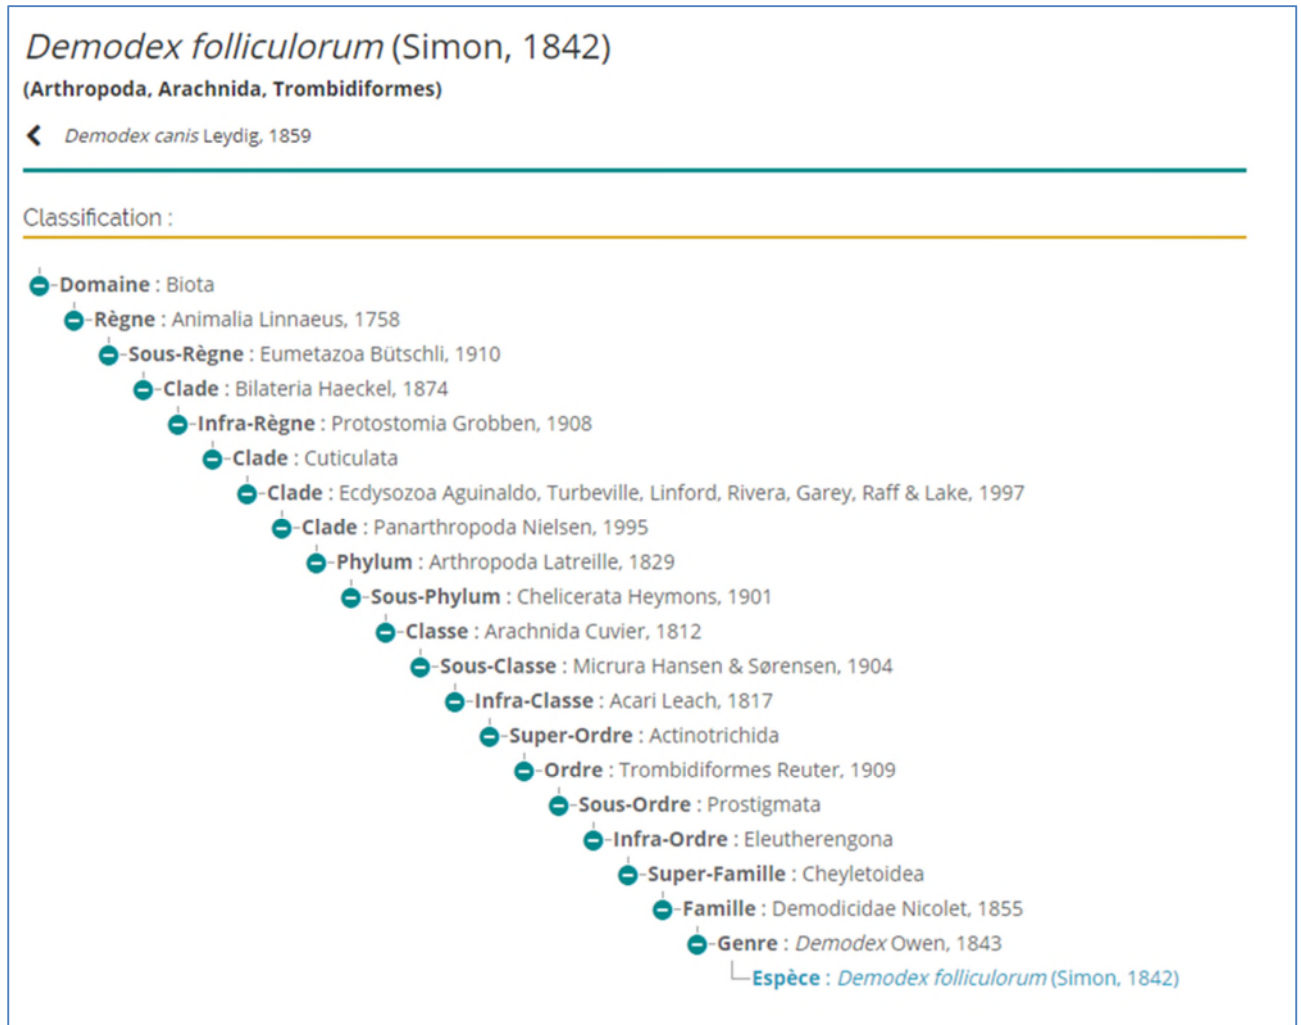 Demodex folliculorum (Simon, 1842)
(Arthropoda, Arachnida, Trombidiformes)
Demodex canis Leydig, 1859
Classification :
Domaine : Biota
Règne : Animalia Linnaeus, 1758
Sous-Règne : Eumetazoa Bütschli, 1910
Clade : Bilateria Haeckel, 1874
Infra-Règne : Protostomia Grobben, 1908
Clade : Cuticulata
Clade : Ecdysozoa Aguinaldo, Turbeville, Linford, Rivera, Garey, Raff & Lake, 1997
Clade : Panarthropoda Nielsen, 1995
Phylum : Arthropoda Latreille, 1829
Sous-Phylum : Chelicerata Heymons, 1901
Classe : Arachnida Cuvier, 1812
Sous-Classe : Micrura Hansen & Sørensen, 1904
Infra-Classe : Acari Leach, 1817
Super-Ordre : Actinotrichida
Ordre : Trombidiformes Reuter, 1909
Sous-Ordre : Prostigmata
Infra-Ordre : Eleutherengona
Super-Famille : Cheyletoidea
Famille : Demodicidae Nicolet, 1855
Genre : Demodex Owen, 1843
Espèce : Demodex folliculorum (Simon, 1842)